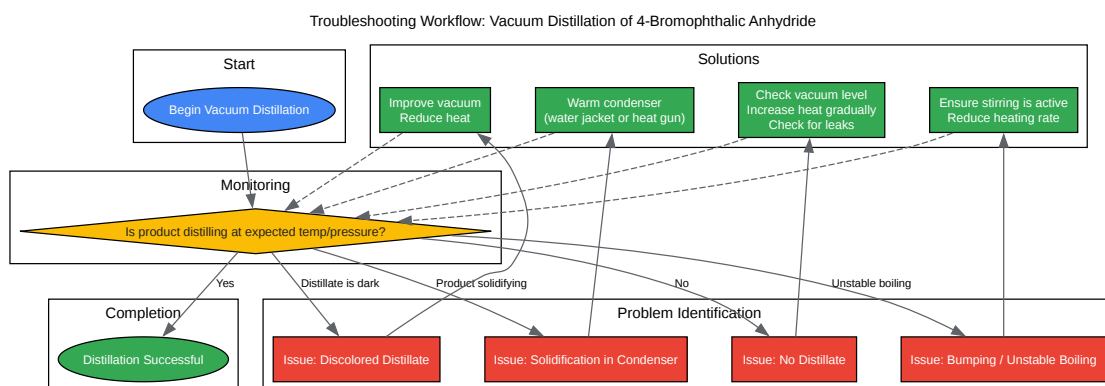 Troubleshooting Workflow: Vacuum Distillation of 4-Bromophthalic Anhydride
Start
Solutions
Begin Vacuum Distillation
Improve vacuum
Reduce heat
Warm condenser
(water jacket or heat gun)
Check vacuum level
Increase heat gradually
Check for leaks
Ensure stirring is active
Reduce heating rate
Monitoring
Is product distilling at expected temp/pressure?
Yes
Distillate is dark
Product solidifying
No
Unstable boiling
Completion
Problem Identification
Distillation Successful
Issue: Discolored Distillate
Issue: Solidification in Condenser
Issue: No Distillate
Issue: Bumping / Unstable Boiling